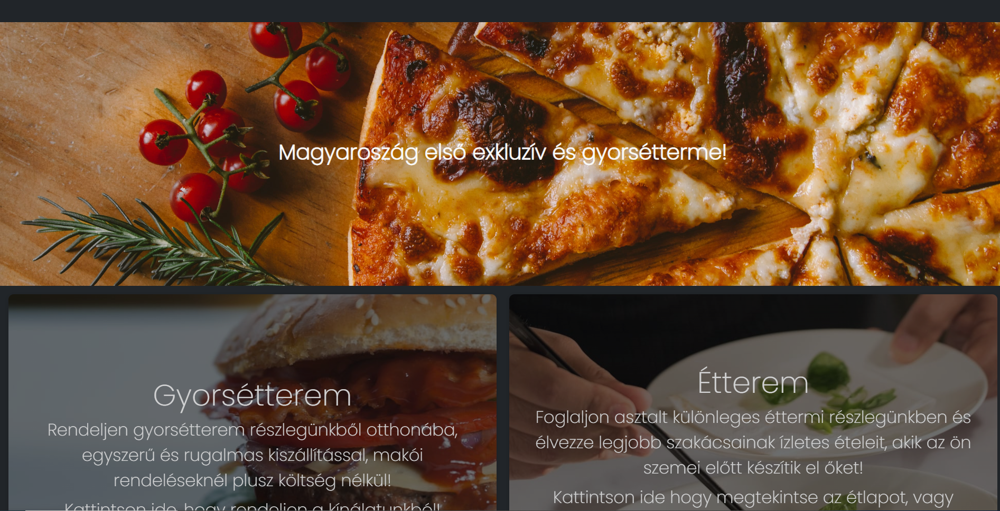 Magyaroszág első exkluzív és gyorsétterme!
Gyorsétterem
Rendeljen gyorsétterem részlegünkből otthonába,
egyszerű és rugalmas kiszállítással, makói
rendeléseknél plusz költség nélkül!
Kattintson ide, hogy rendeljen a kínálatunkból!
Étterem
Foglaljon asztalt különleges éttermi részlegünkben és
élvezze legjobb szakácsainak ízletes ételeit, akik az ön
szemei előtt készítik el őket!
Kattintson ide hogy megtekintse az étlapot, vagy